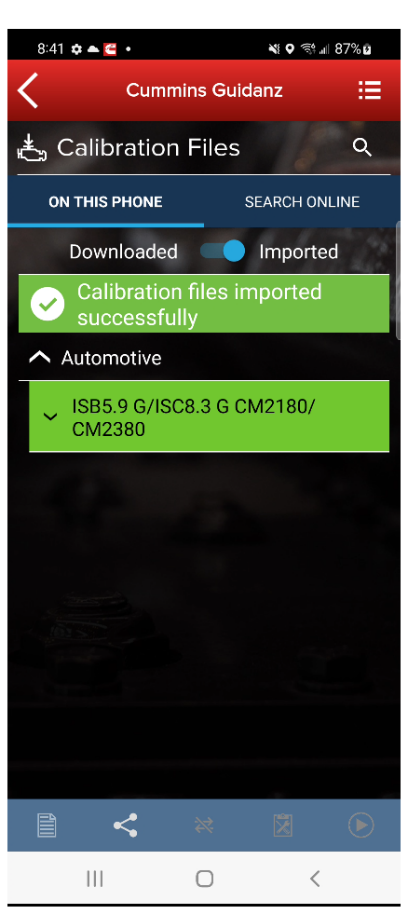 8:41
87%
Cummins Guidanz
Calibration Files
ON THIS PHONE
SEARCH ONLINE
Downloaded
Imported
Calibration files imported
successfully
Automotive
ISB5.9 G/ISC8.3 G CM2180/
CM2380